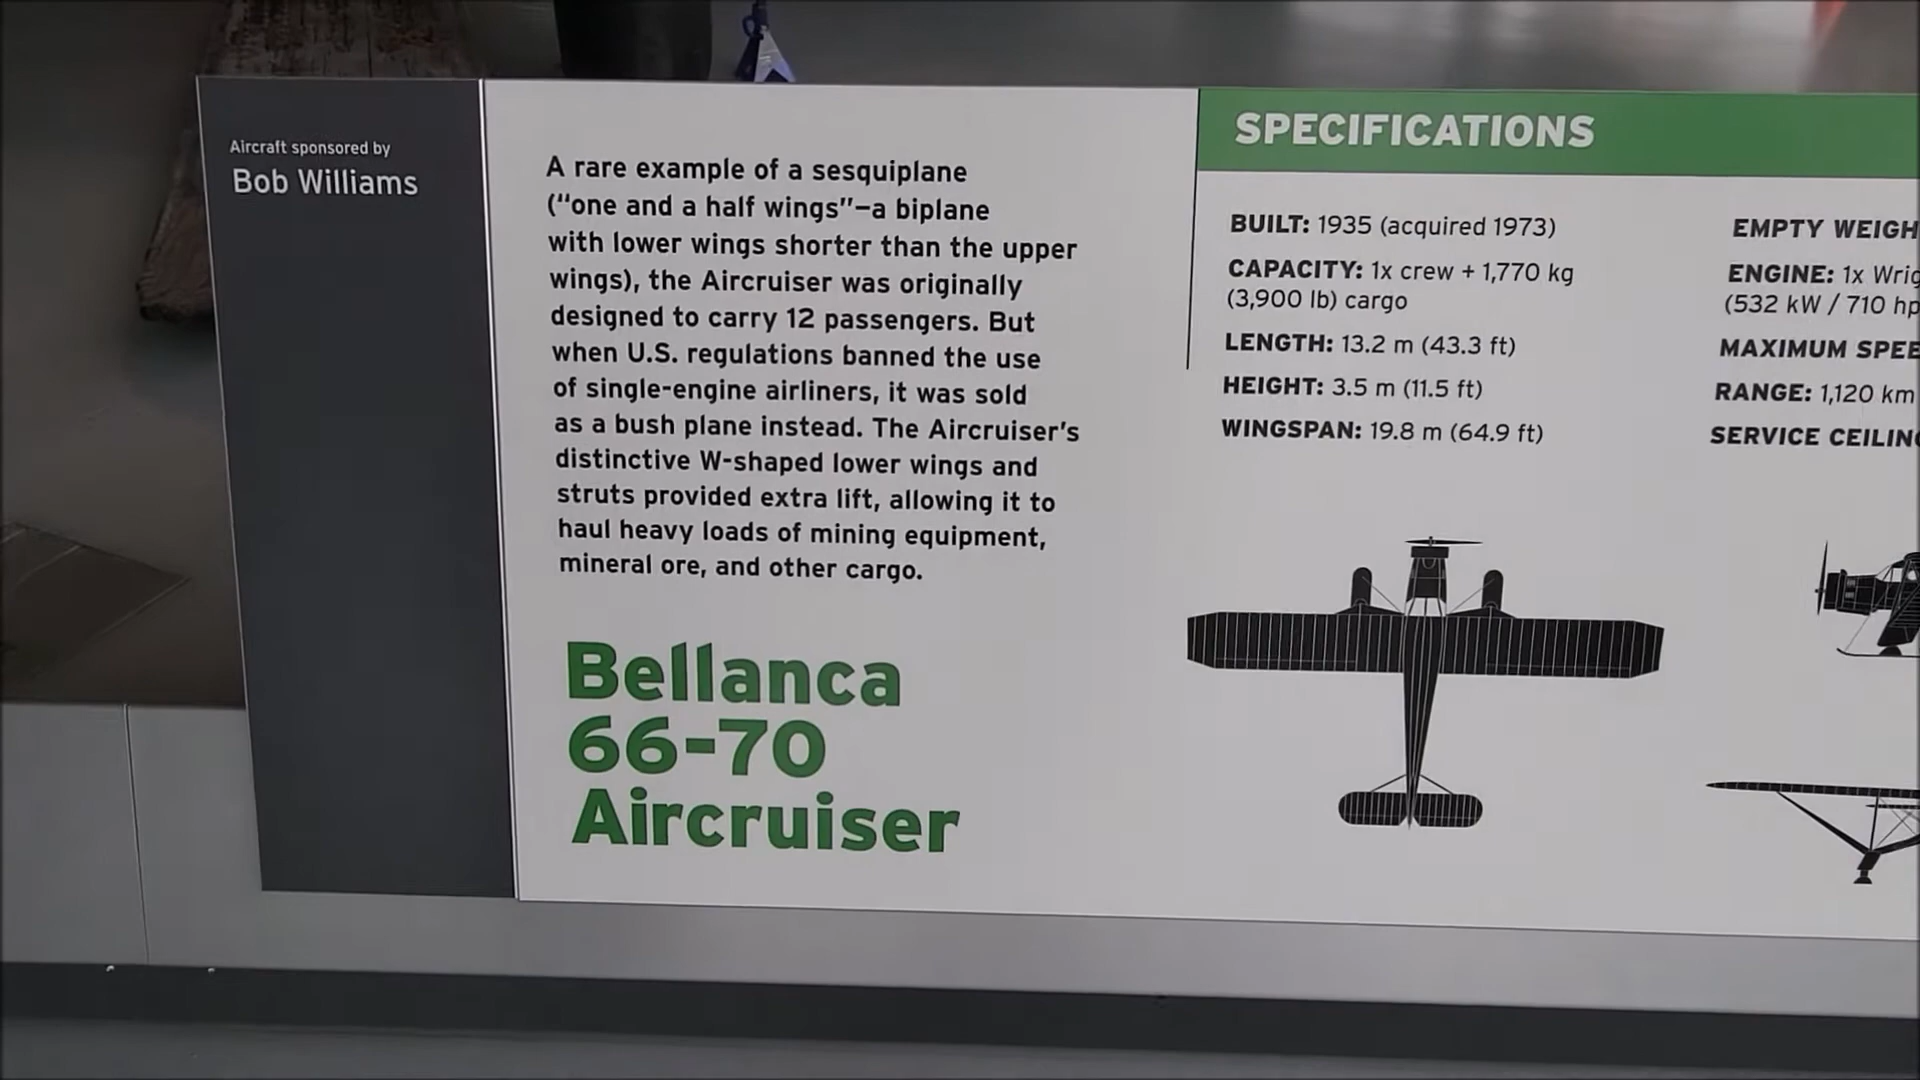 Aircraft sponsored by
Bob Williams
A rare example of a sesquiplane
("one and a half wings"—a biplane
with lower wings shorter than the upper
wings), the Aircruiser was originally
designed to carry 12 passengers. But
when U.S. regulations banned the use
of single-engine airliners, it was sold
as a bush plane instead. The Aircruiser's
distinctive W-shaped lower wings and
struts provided extra lift, allowing it to
haul heavy loads of mining equipment,
mineral ore, and other cargo.
Bellanca
66-70
Aircruiser
SPECIFICATIONS
BUILT: 1935 (acquired 1973)
CAPACITY: 1x crew + 1,770 kg
(3,900 lb) cargo
LENGTH: 13.2 m (43.3 ft)
HEIGHT: 3.5 m (11.5 ft)
WINGSPAN: 19.8 m (64.9 ft)
EMPTY
ENGINE: 1x
(532 kW / 710 hp
MAXIMUM
RANGE: 1,120 km
SERVICE